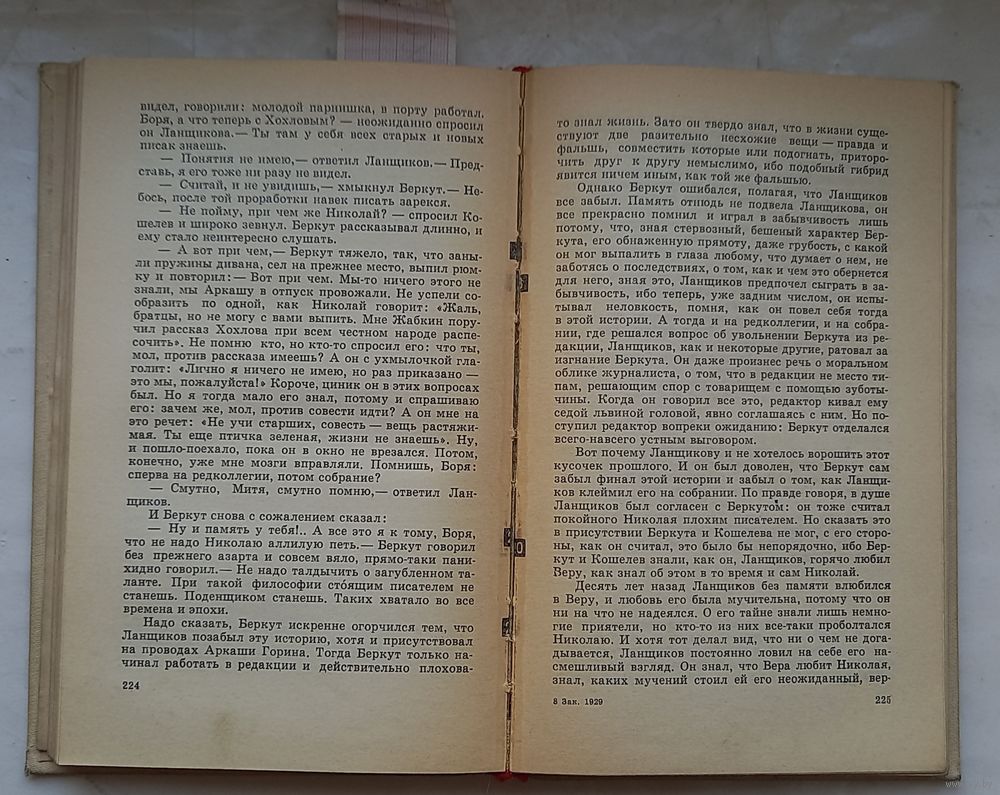 видел, говорили: молодой парнишка, в порту работал.
Боря, а что теперь с Хохловым? — неожиданно спросил
он Ланщикова.— Ты там у себя всех старых и новых
писак знаешь.
— Понятия не имею,— ответил Ланщиков.— Пред-
ставь, я его тоже ни разу не видел.
— Считай, и не увидишь,— хмыкнул Беркут.— Не-
бось, после той проработки навек писать зарекся.
— Не пойму, при чем же Николай? — спросил Ко-
шелев и широко зевнул. Беркут рассказывал длинно, и
ему стало неинтересно слушать.
— А вот при чем,— Беркут тяжело, так, что заны-
ли пружины дивана, сел на прежнее место, выпил рюм-
ку и повторил:— Вот при чем. Мы-то ничего этого не
знали, мы Аркашу в отпуск провожали. Не успели со-
образить по одной, как Николай говорит: «Жаль,
братцы, но не могу с вами выпить. Мне Жабкин пору-
чил рассказ Хохлова при всем честном народе распе-
сочить». Не помню кто, но кто-то спросил его: что ты,
мол, против рассказа имеешь? А он с ухмылочкой гла-
голит: «Лично я ничего не имею, но раз приказано —
это мы, пожалуйста!» Короче, циник он в этих вопросах
был. Но я тогда мало его знал, потому и спрашиваю
его: зачем же, мол, против совести идти? А он мне на
это речет: «Не учи старших, совесть — вещь растяжи-
мая. Ты еще птичка зеленая, жизни не знаешь». Ну,
и пошло-поехало, пока он в окно не врезался. Потом,
конечно, уже мне мозги вправляли. Помнишь, Боря:
сперва на редколлегии, потом собрание?
— Смутно, Митя, смутно помню,— ответил Лан-
щиков.
И Беркут снова с сожалением сказал:
— Ну и память у тебя!.. А все это я к тому, Боря,
что не надо Николаю аллилую петь.— Беркут говорил
без прежнего азарта и совсем вяло, прямо-таки пани-
хидно говорил.— Не надо талдычить о загубленном та-
ланте. При такой философии сто́ящим писателем не
станешь. Поденщиком станешь. Таких хватало во все
времена и эпохи.
Надо сказать, Беркут искренне огорчился тем, что
Ланщиков позабыл эту историю, хотя и присутствовал
на проводах Аркаши Горина. Тогда Беркут только на-
чинал работать в редакции и действительно плохова-
224
то знал жизнь. Зато он твердо знал, что в жизни суще-
ствуют две разительно несхожие вещи — правда и
фальшь, совместить которые или подогнать, приторо-
чить друг к другу немыслимо, ибо подобный гибрид
явится ничем иным, как той же фальшью.
Однако Беркут ошибался, полагая, что Ланщиков
все забыл. Память отнюдь не подвела Ланщикова, он
все прекрасно помнил и играл в забывчивость лишь
потому, что, зная стервозный, бешеный характер Бер-
кута, его обнаженную прямоту, даже грубость, с какой
он мог выпалить в глаза любому, что думает о нем, не
заботясь о последствиях, о том, как и чем это обернется
для него, зная это, Ланщиков предпочел сыграть в за-
бывчивость, ибо теперь, уже задним числом, он испы-
тывал неловкость, помня, как он повел себя тогда
в этой истории. А тогда и на редколлегии, и на собра-
нии, где решался вопрос об увольнении Беркута из ре-
дакции, Ланщиков, как и некоторые другие, ратовал за
изгнание Беркута. Он даже произнес речь о моральном
облике журналиста, о том, что в редакции не место ти-
пам, решающим спор с товарищем с помощью зуботы-
чины. Когда он говорил все это, редактор кивал ему
седой львиной головой, явно соглашаясь с ним. Но по-
ступил редактор вопреки ожиданию: Беркут отделался
всего-навсего устным выговором.
Вот почему Ланщикову и не хотелось ворошить этот
кусочек прошлого. И он был доволен, что Беркут сам
забыл финал этой истории и забыл о том, как Ланщи-
ков клеймил его на собрании. По правде говоря, в душе
Ланщиков был согласен с Беркутом: он тоже считал
покойного Николая плохим писателем. Но сказать это
в присутствии Беркута и Кошелева не мог, с его сторо-
ны, как он считал, это было бы непорядочно, ибо Бер-
кут и Кошелев знали, как он, Ланщиков, горячо любил
Веру, как знал об этом в то время и сам Николай.
Десять лет назад Ланщиков без памяти влюбился
в Веру, и любовь его была мучительна, потому что он
ни на что не надеялся. О его тайне знали лишь немно-
гие приятели, но кто-то из них все-таки проболтался
Николаю. И хотя тот делал вид, что ни о чем не дога-
дывается, Ланщиков постоянно ловил на себе его на-
смешливый взгляд. Он знал, что Вера любит Николая,
знал, каких мучений стоил ей его неожиданный, вер-
8 Зак. 1929
225